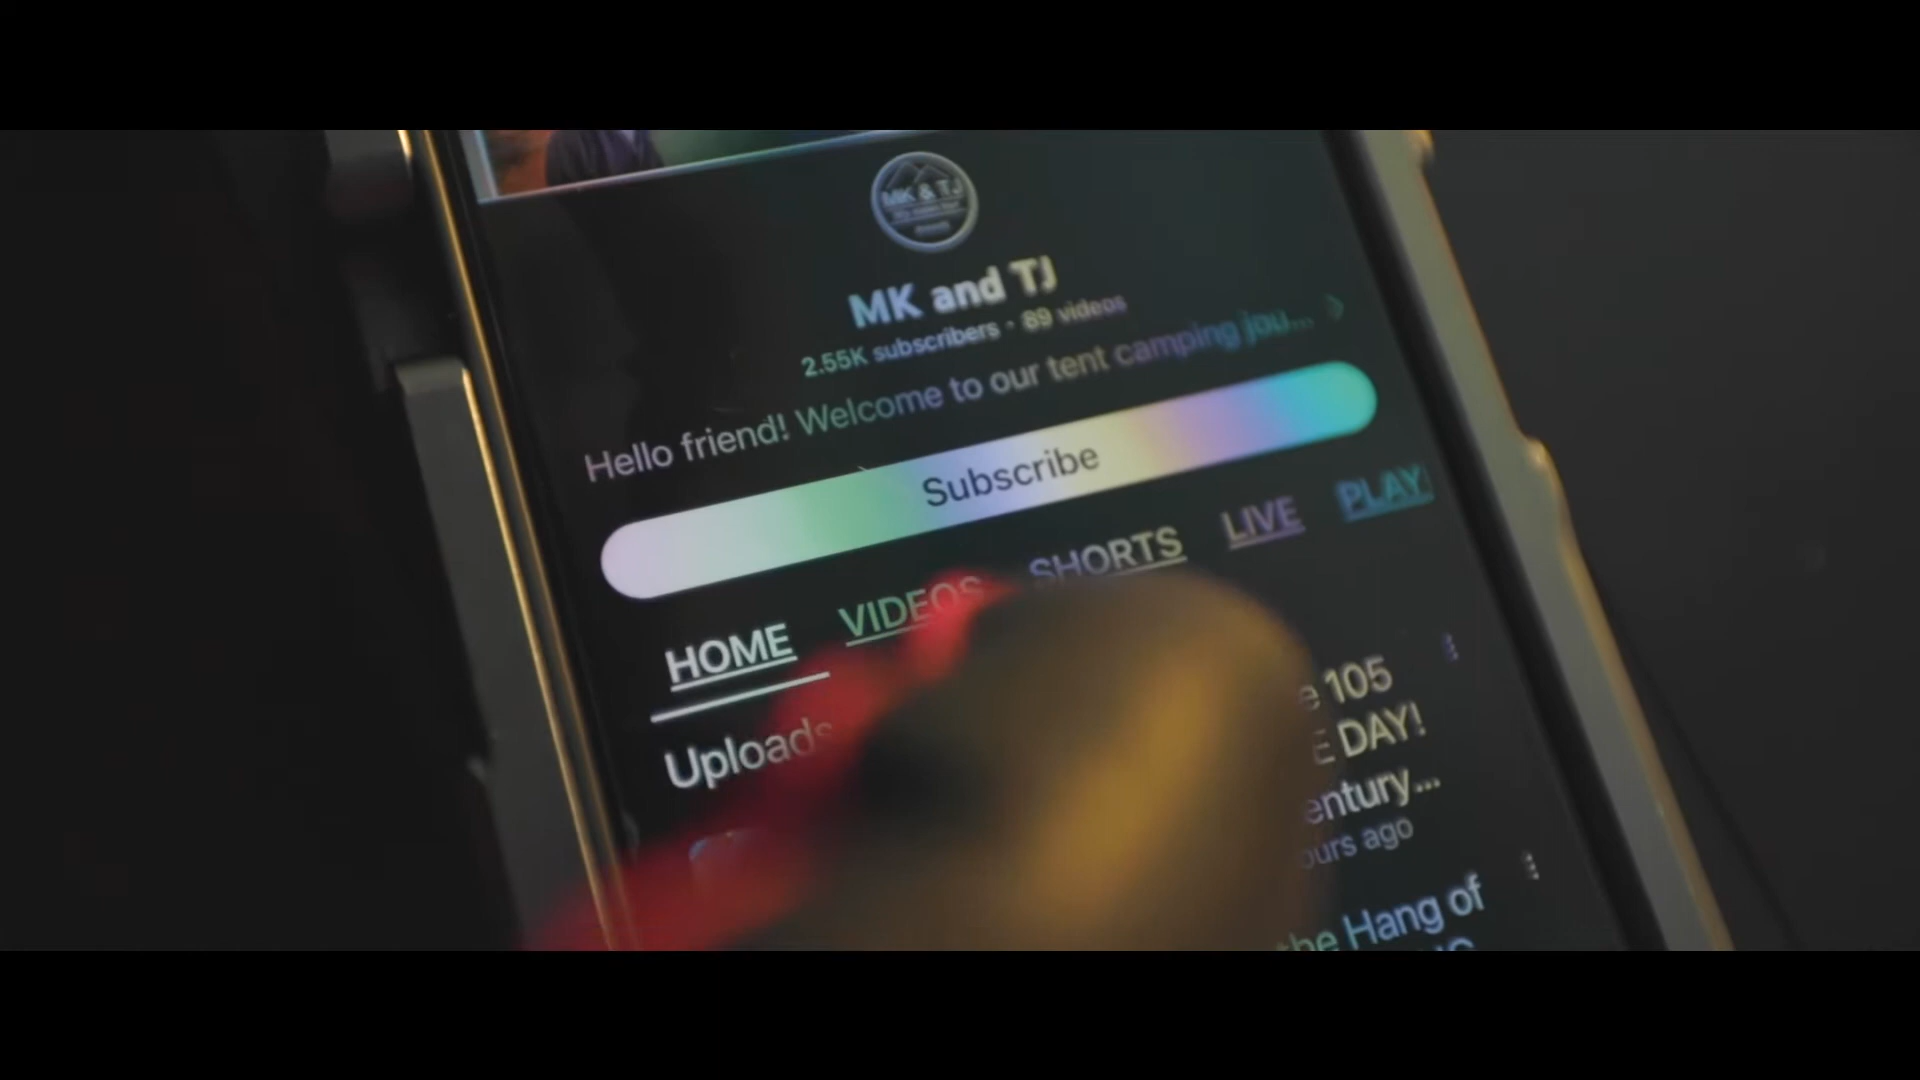 MK & TJ
MK and TJ
2.55K subscribers · 89 videos
Hello friend! Welcome to our tent camping jou...
Subscribe
HOME VIDEOS SHORTS LIVE PLAY
Uploads
105
DAY!
entury...
ours ago
the Hang of